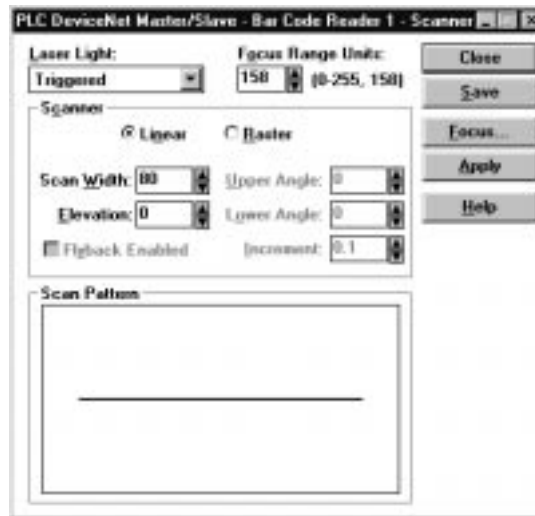 PLC DeviceNet Master/Slave - Bar Code Reader 1 - Scanner
Laser Light:
Triggered
Focus Range Units:
158 (0-255, 158)
Close
Save
Focus...
Apply
Help
Scanner
Linear Raster
Scan Width: 80 Upper Angle: 0
Elevation: 0 Lower Angle: 0
Flyback Enabled Increment: 0.1
Scan Pattern